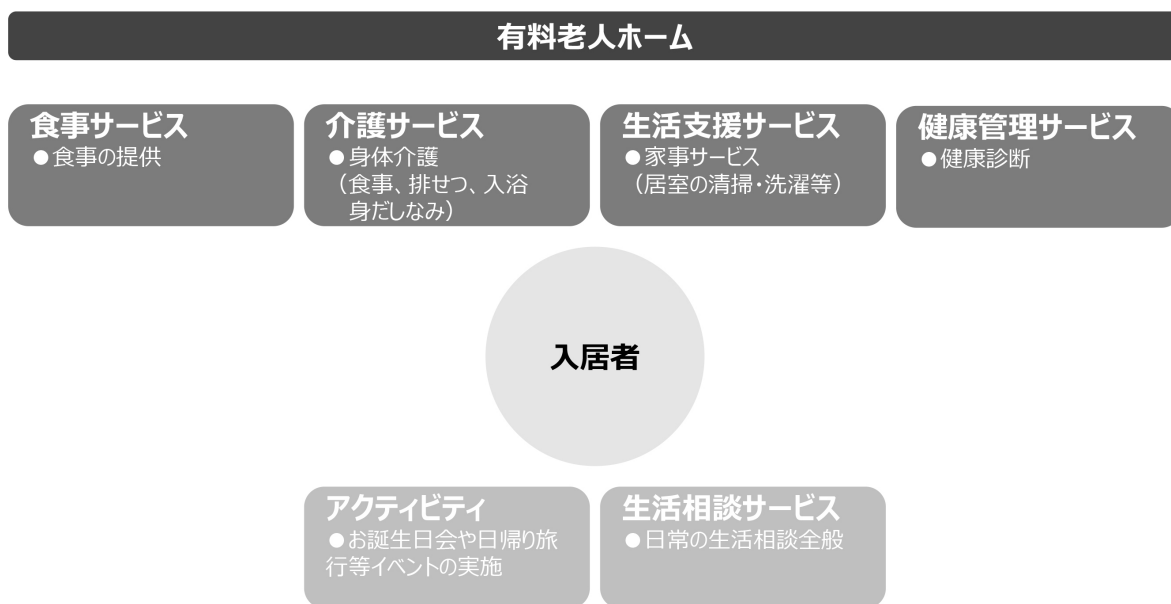 有料老人ホーム
食事サービス
●食事の提供
介護サービス
●身体介護
（食事、排せつ、入浴
身だしなみ）
生活支援サービス
●家事サービス
（居室の清掃・洗濯等）
健康管理サービス
●健康診断
入居者
アクティビティ
●お誕生日会や日帰り旅
行等イベントの実施
生活相談サービス
●日常の生活相談全般